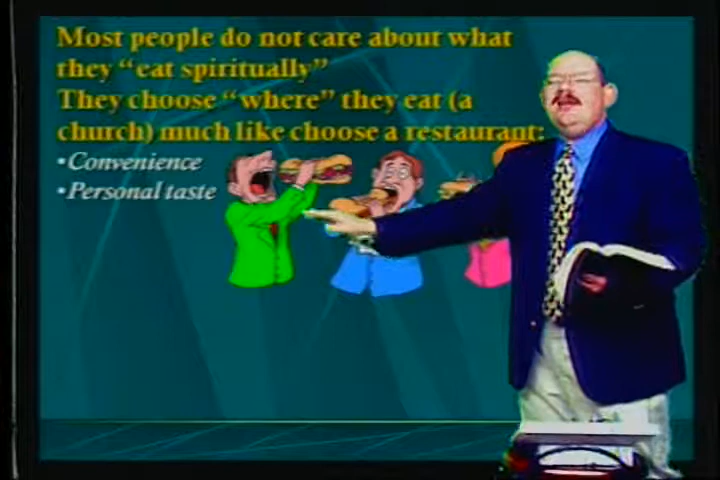 Most people do not care about what
they “eat spiritually”
They choose “where” they eat (a
church) much like choose a restaurant:
•Convenience
•Personal taste